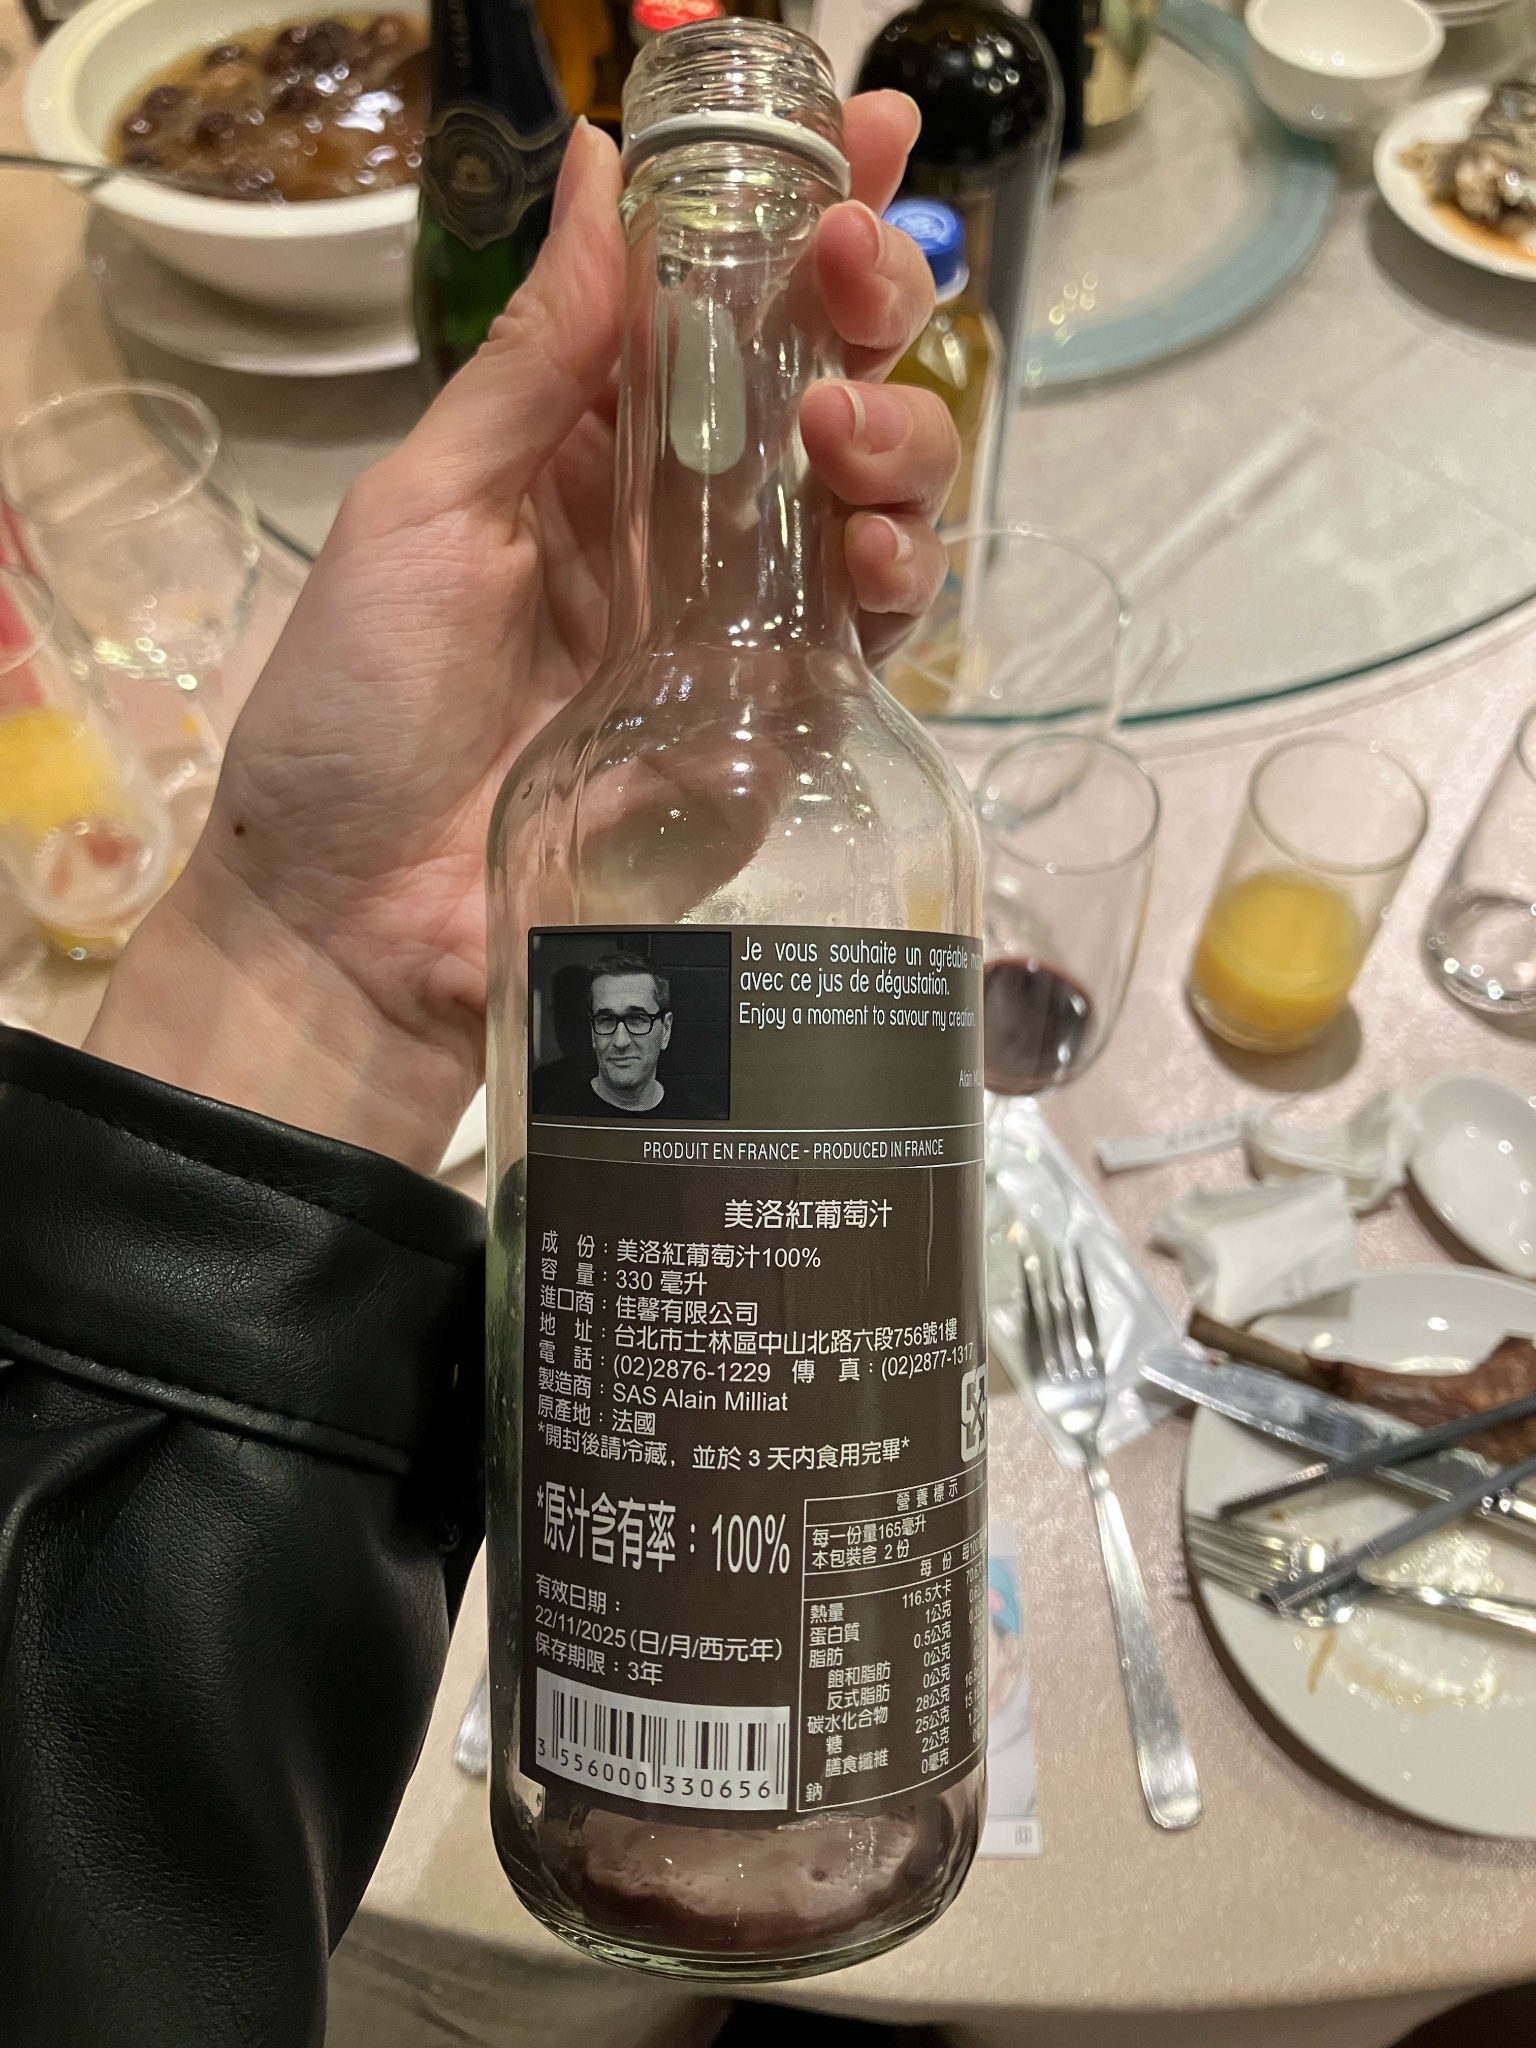 Je vous souhaite un agréable
avec ce jus de dégustation.
Enjoy a moment to savour my creation.
Alain
PRODUIT EN FRANCE - PRODUCED IN FRANCE
美洛紅葡萄汁
成 份：美洛紅葡萄汁100%
容 量：330 毫升
進口商：佳馨有限公司
地 址：台北市士林區中山北路六段756號1樓
電 話：(02)2876-1229 傳 真：(02)2877-1317
製造商：SAS Alain Milliat
原產地：法國
*開封後請冷藏，並於 3 天內食用完畢*
*原汁含有率：100%
有效日期：
22/11/2025(日/月/西元年)
保存期限：3年
3 556000 330656
營養標示
每一份量165毫升
本包裝含 2 份
每 份
熱量 116.5大卡
蛋白質 1公克
脂肪 0.5公克
飽和脂肪 0公克
反式脂肪 0公克
碳水化合物 28公克
糖 25公克
膳食纖維 2公克
鈉 0毫克